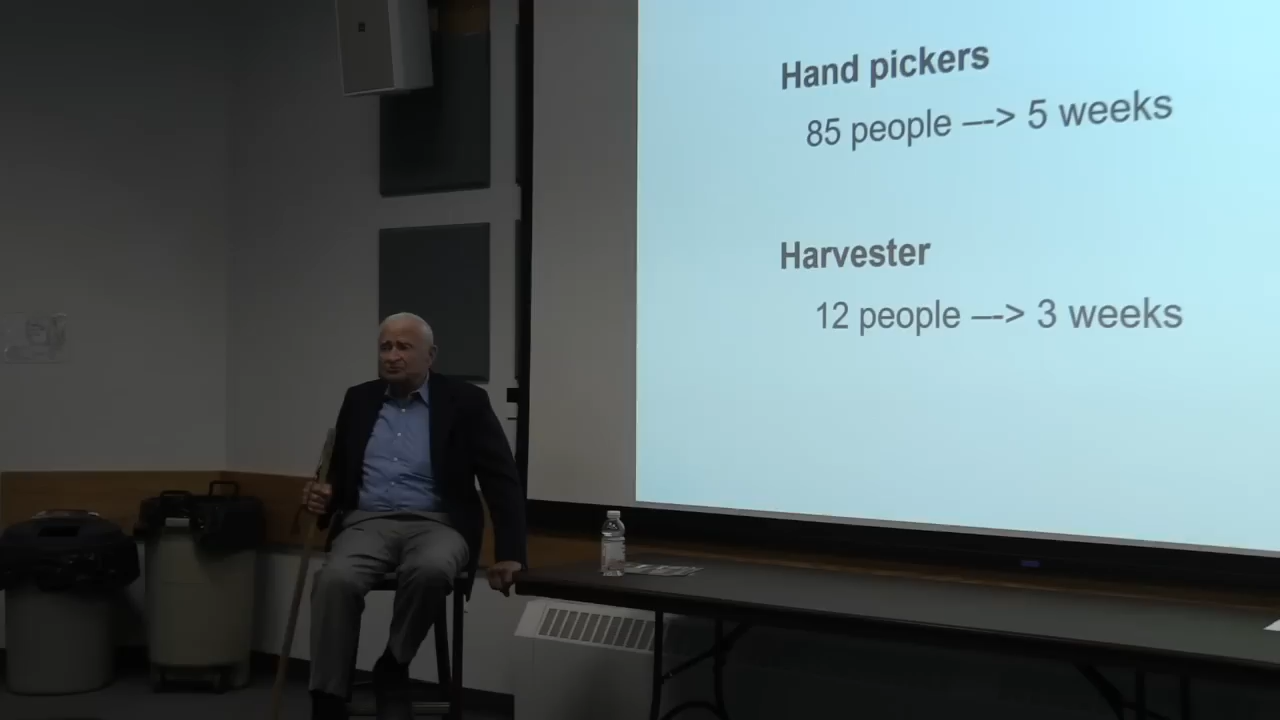 Hand pickers
85 people —-> 5 weeks
Harvester
12 people —-> 3 weeks